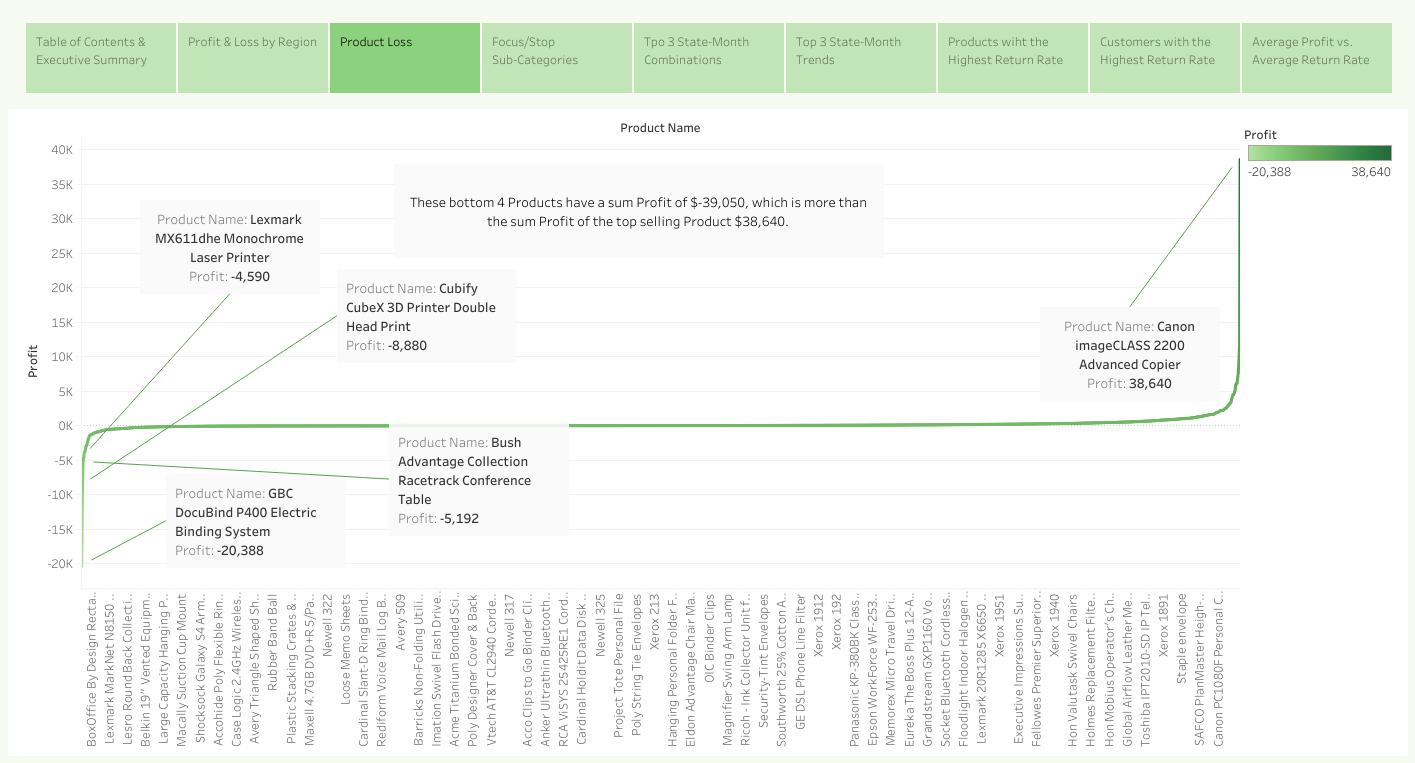 Table of Contents &
Executive Summary
Profit & Loss by Region
Product Loss
Focus/Stop
Sub-Categories
Tpo 3 State-Month
Combinations
Top 3 State-Month
Trends
Products wiht the
Highest Return Rate
Customers with the
Highest Return Rate
Average Profit vs.
Average Return Rate
Product Name
Profit
-20,388 38,640
40K
35K
30K
25K
20K
15K
10K
5K
0K
-5K
-10K
-15K
-20K
Profit
These bottom 4 Products have a sum Profit of $-39,050, which is more than
the sum Profit of the top selling Product $38,640.
Product Name: Lexmark
MX611dhe Monochrome
Laser Printer
Profit: -4,590
Product Name: Cubify
CubeX 3D Printer Double
Head Print
Profit: -8,880
Product Name: Canon
imageCLASS 2200
Advanced Copier
Profit: 38,640
Product Name: Bush
Advantage Collection
Racetrack Conference
Table
Profit: -5,192
Product Name: GBC
DocuBind P400 Electric
Binding System
Profit: -20,388
BoxOffice By Design Recta..
Lexmark MarkNet N8150 ..
Lesro Round Back Collecti..
Belkin 19" Vented Equipm..
Large Capacity Hanging P..
Macally Suction Cup Mount
Shocksock Galaxy S4 Arm..
Accohide Poly Flexible Rin..
Case Logic 2.4GHz Wireles..
Avery Triangle Shaped Sh..
Rubber Band Ball
Plastic Stacking Crates & ..
Maxell 4.7GB DVD+R 5/Pa..
Newell 322
Loose Memo Sheets
Cardinal Slant-D Ring Bind..
Rediform Voice Mail Log B..
Avery 509
Barricks Non-Folding Utili..
Imation Swivel Flash Drive..
Acme Titanium Bonded Sci..
Poly Designer Cover & Back
Vtech AT&T CL2940 Corde..
Newell 317
Acco Clips to Go Binder Cli..
Anker Ultrathin Bluetooth..
RCA ViSYS 25425RE1 Cord..
Cardinal Holdit Data Disk ..
Newell 325
Project Tote Personal File
Poly String Tie Envelopes
Xerox 213
Hanging Personal Folder F..
Eldon Advantage Chair Ma..
OIC Binder Clips
Magnifier Swing Arm Lamp
Ricoh - Ink Collector Unit f..
Security-Tint Envelopes
Southworth 25% Cotton A..
GE DSL Phone Line Filter
Xerox 1912
Xerox 192
Panasonic KP-380BK Class..
Epson WorkForce WF-253..
Memorex Micro Travel Dri..
Eureka The Boss Plus 12-A..
Grandstream GXP1160 Vo..
Socket Bluetooth Cordless..
Floodlight Indoor Halogen ..
Lexmark 20R1285 X6650 ..
Xerox 1951
Executive Impressions Su..
Fellowes Premier Superior..
Xerox 1940
Hon Valutask Swivel Chairs
Holmes Replacement Filte..
Hon Mobius Operator's Ch..
Global Airflow Leather Me..
Toshiba IPT2010-SD IP Tel..
Xerox 1891
Staple envelope
SAFCO PlanMaster Heigh-..
Canon PC1080F Personal C..